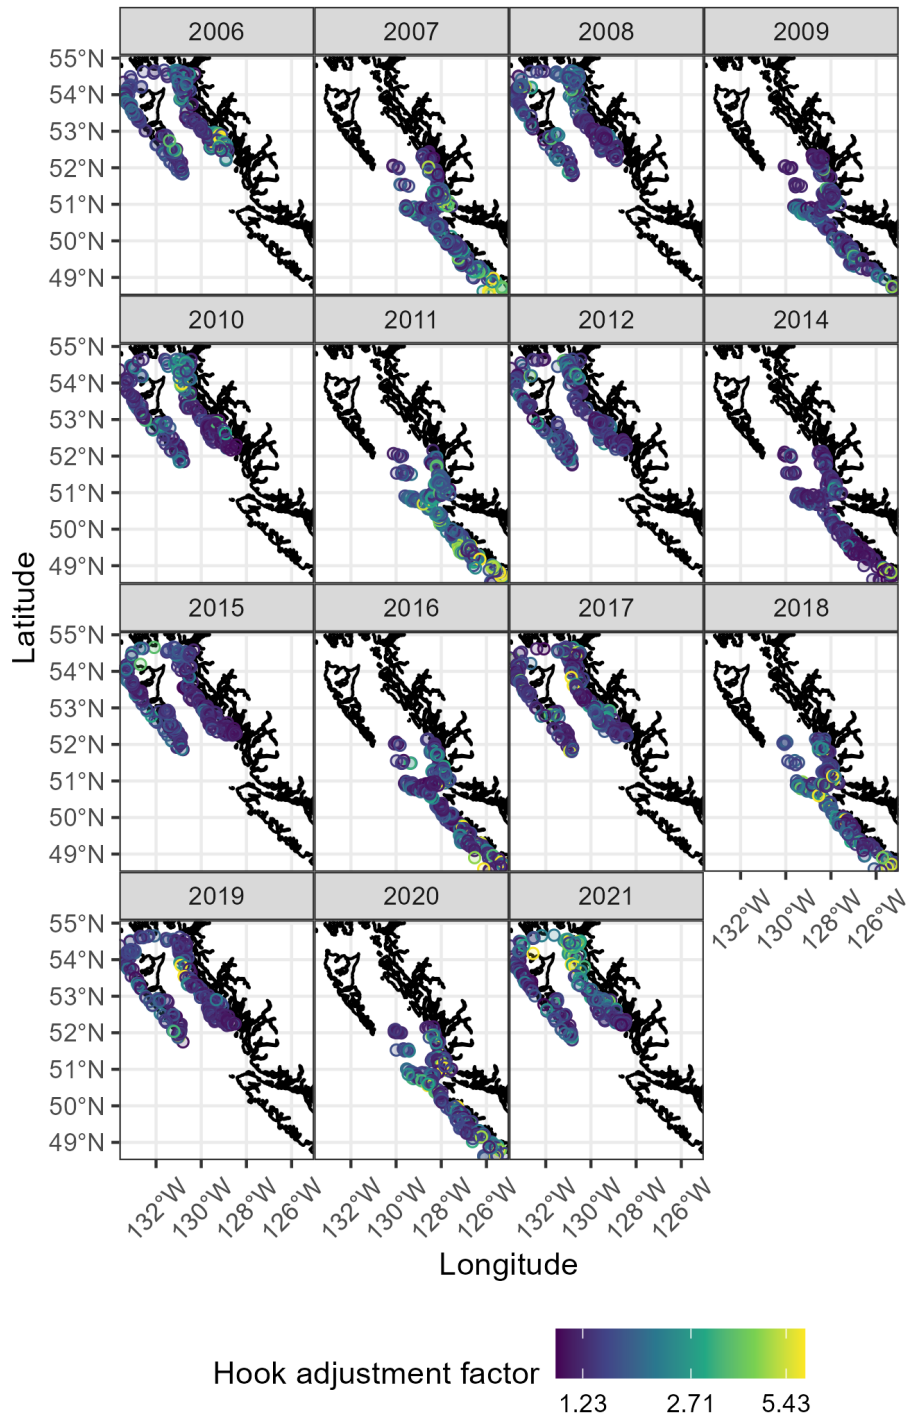 2006 2007 2008 2009
55°N
54°N
53°N
52°N
51°N
50°N
49°N
2010 2011 2012 2014
55°N
54°N
53°N
52°N
51°N
50°N
49°N
Latitude
2015 2016 2017 2018
55°N
54°N
53°N
52°N
51°N
50°N
49°N
132°W 130°W 128°W 126°W
2019 2020 2021
55°N
54°N
53°N
52°N
51°N
50°N
49°N
132°W 130°W 128°W 126°W 132°W 130°W 128°W 126°W 132°W 130°W 128°W 126°W
Longitude
Hook adjustment factor
1.23 2.71 5.43